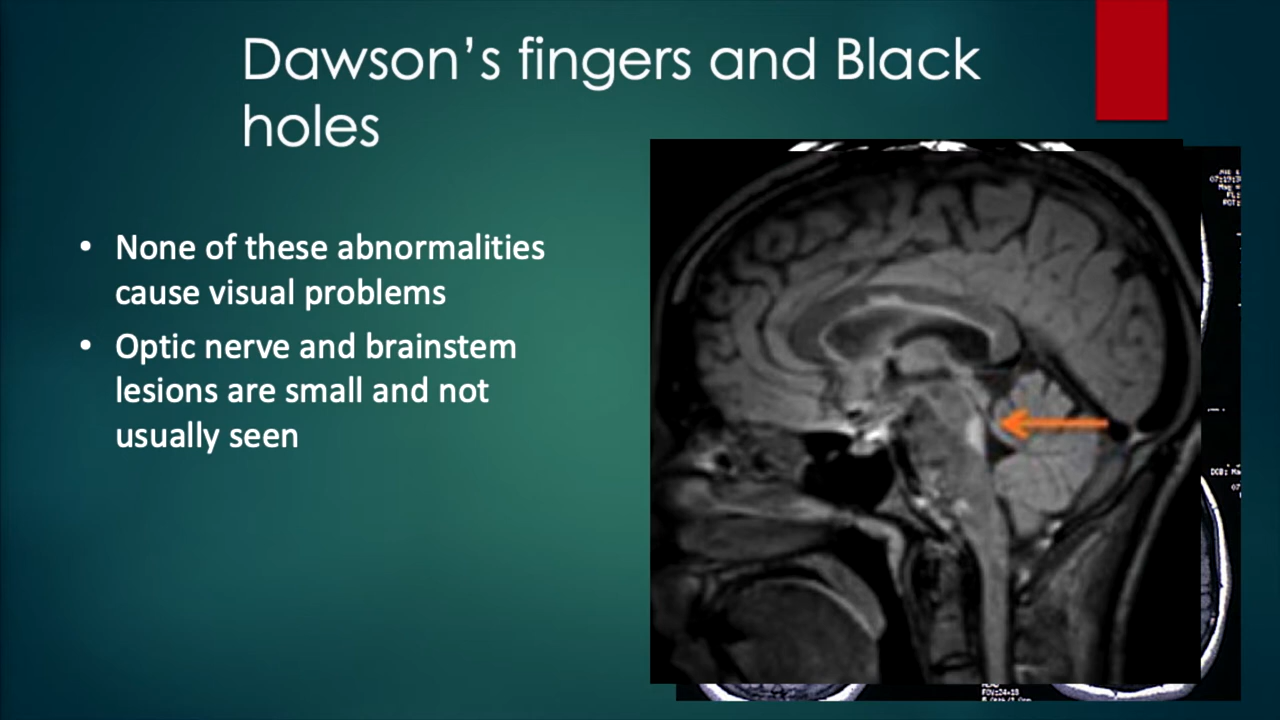 Dawson's fingers and Black
holes
• None of these abnormalities
cause visual problems
• Optic nerve and brainstem
lesions are small and not
usually seen